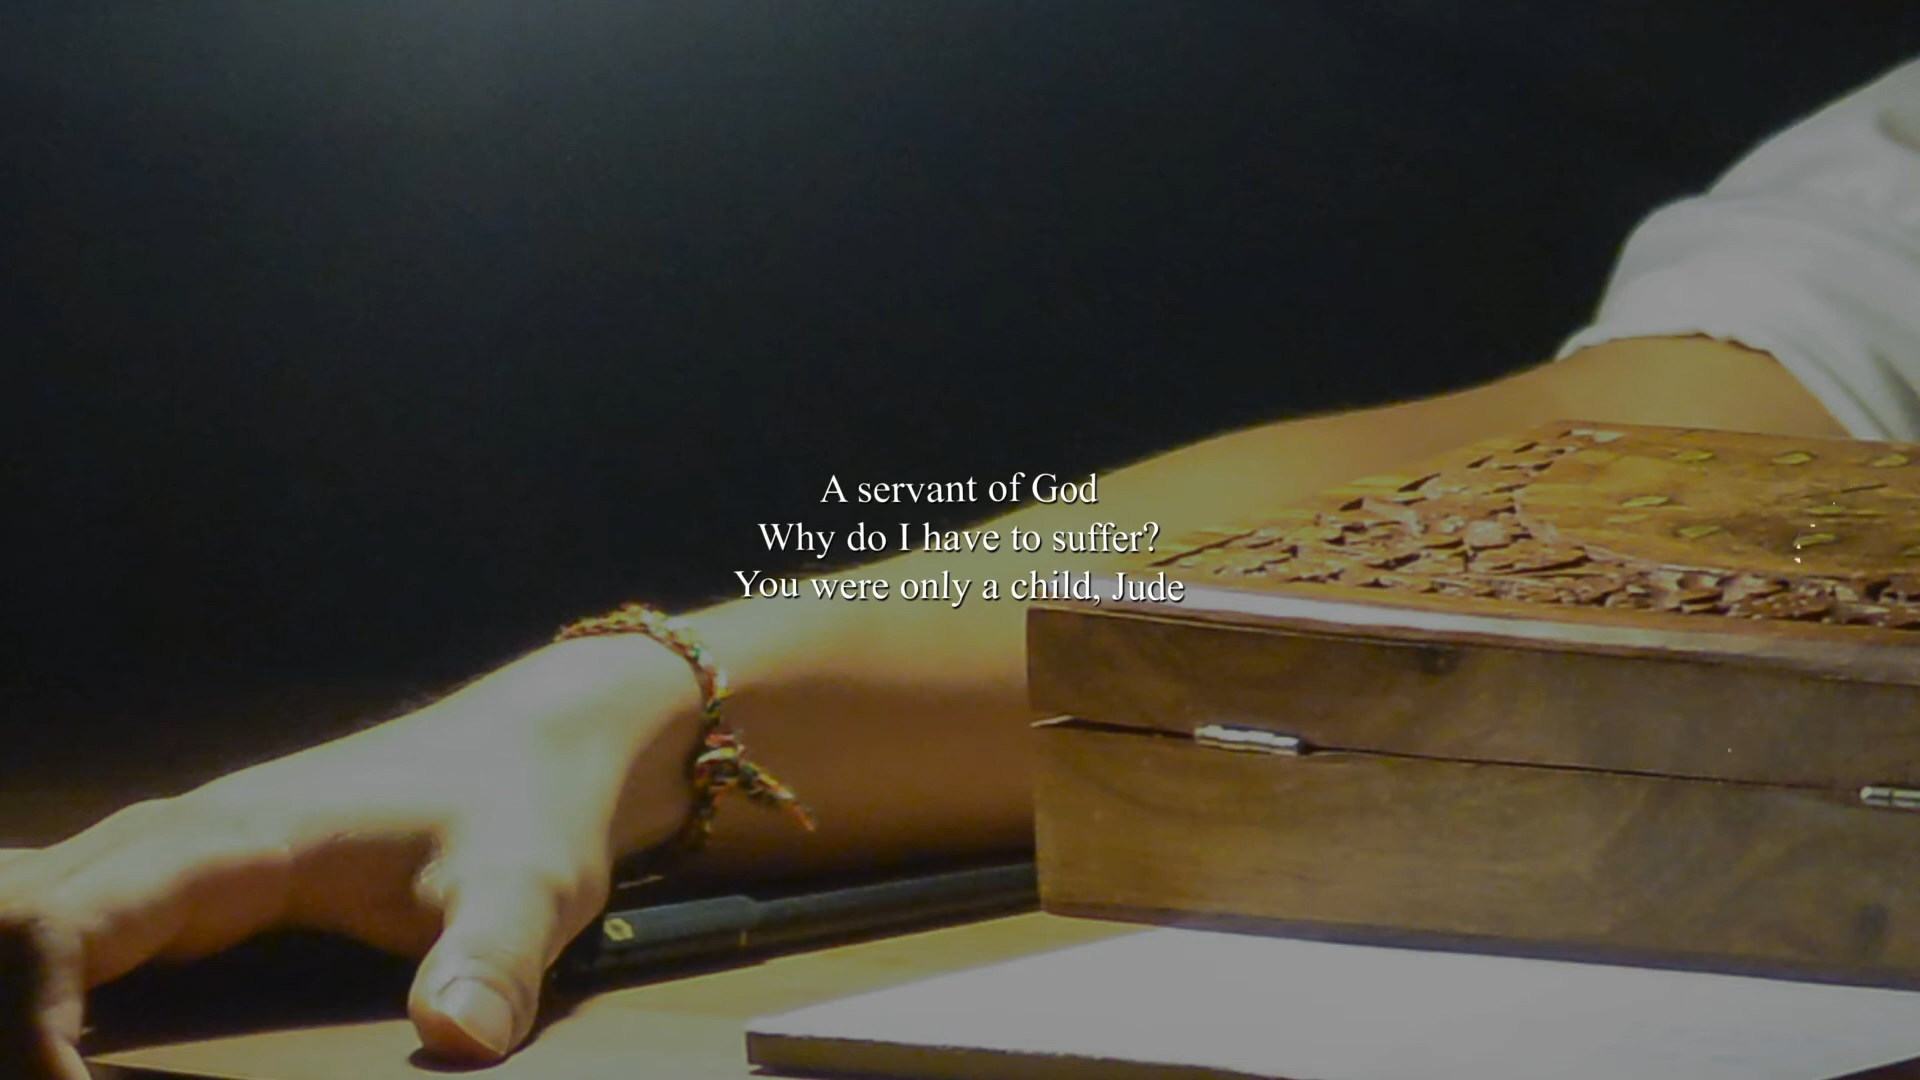 A servant of God
Why do I have to suffer?
You were only a child, Jude